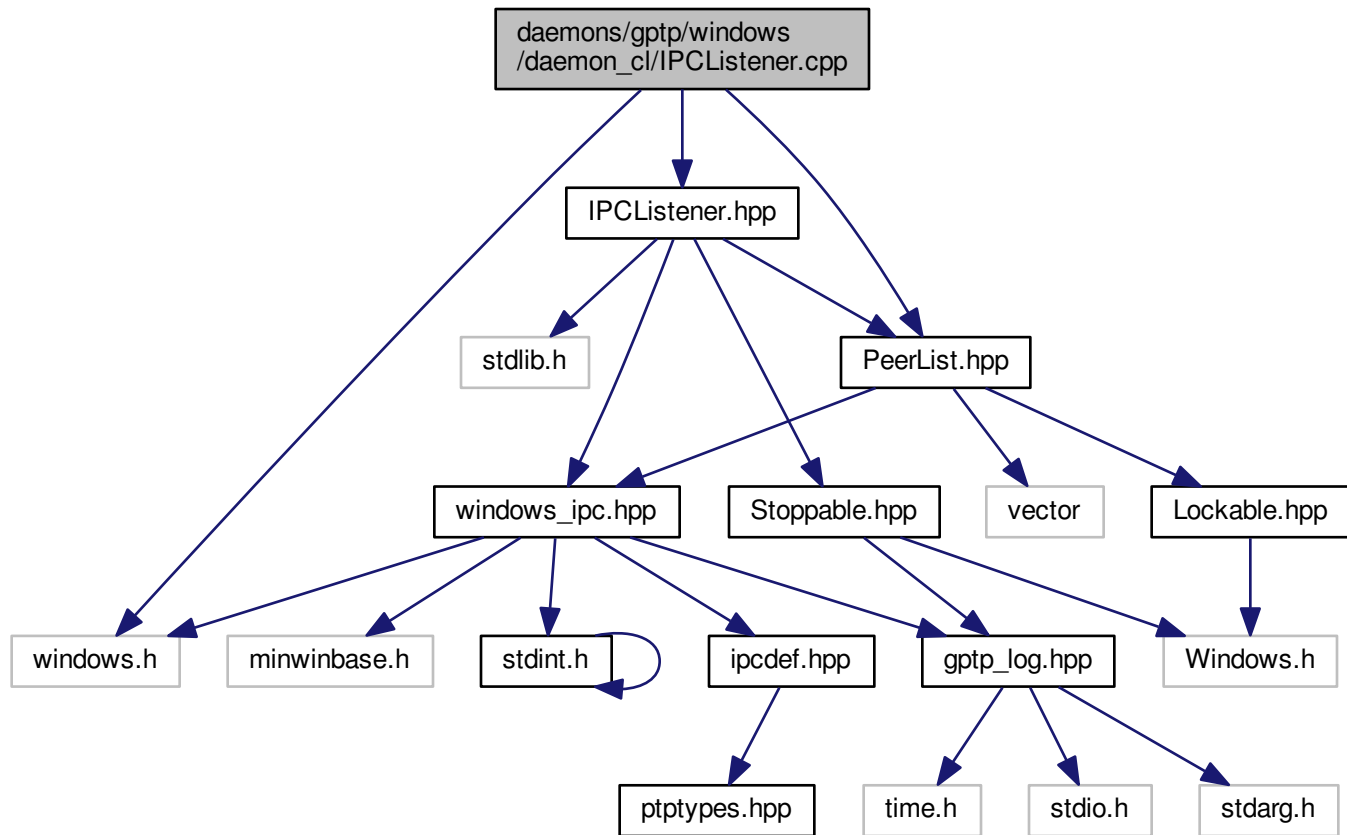 daemons/gptp/windows
/daemon_cl/IPCListener.cpp
IPCListener.hpp
stdlib.h
PeerList.hpp
windows_ipc.hpp
Stoppable.hpp
vector
Lockable.hpp
windows.h
minwinbase.h
stdint.h
ipcdef.hpp
gptp_log.hpp
Windows.h
ptptypes.hpp
time.h
stdio.h
stdarg.h